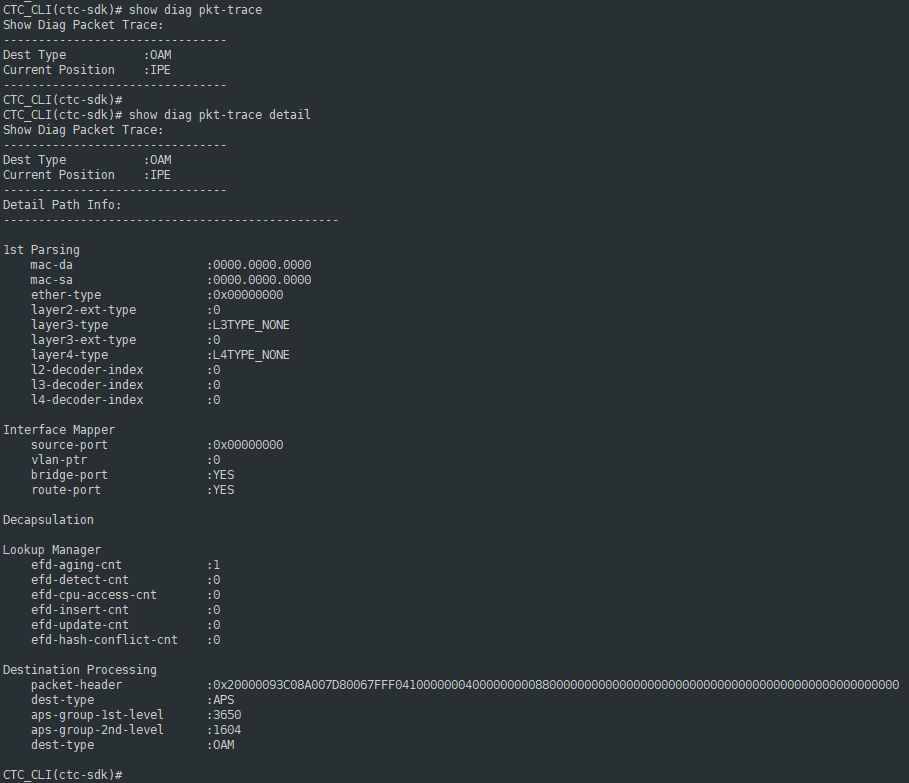 CTC_CLI(ctc-sdk)# show diag pkt-trace
Show Diag Packet Trace:
--------------------------------
Dest Type           :OAM
Current Position    :IPE
--------------------------------
CTC_CLI(ctc-sdk)#
CTC_CLI(ctc-sdk)# show diag pkt-trace detail
Show Diag Packet Trace:
--------------------------------
Dest Type           :OAM
Current Position    :IPE
--------------------------------
Detail Path Info:
------------------------------------------------
1st Parsing
    mac-da                   :0000.0000.0000
    mac-sa                   :0000.0000.0000
    ether-type               :0x00000000
    layer2-ext-type          :0
    layer3-type              :L3TYPE_NONE
    layer3-ext-type          :0
    layer4-type              :L4TYPE_NONE
    l2-decoder-index         :0
    l3-decoder-index         :0
    l4-decoder-index         :0
Interface Mapper
    source-port              :0x00000000
    vlan-ptr                 :0
    bridge-port              :YES
    route-port               :YES
Decapsulation
Lookup Manager
    efd-aging-cnt            :1
    efd-detect-cnt           :0
    efd-cpu-access-cnt       :0
    efd-insert-cnt           :0
    efd-update-cnt           :0
    efd-hash-conflict-cnt    :0
Destination Processing
    packet-header            :0x20000093C08A007D80067FFF0410000000400000000088000000000000000000000000000000000000000000000000
    dest-type                :APS
    aps-group-1st-level      :3650
    aps-group-2nd-level      :1604
    dest-type                :OAM
CTC_CLI(ctc-sdk)#